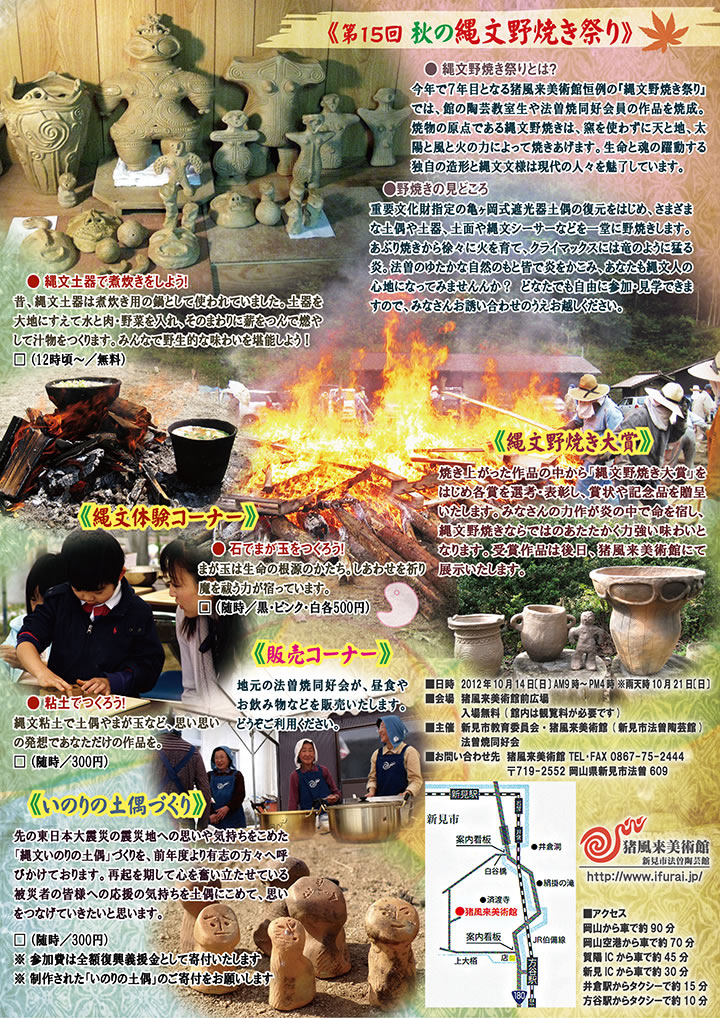 《第15回 秋の縄文野焼き祭り》
● 縄文野焼き祭りとは？
今年で7年目となる猪風来美術館恒例の『縄文野焼き祭り』
では、館の陶芸教室生や法曽焼同好会員の作品を焼成。
焼物の原点である縄文野焼きは、窯を使わずに天と地、太
陽と風と火の力によって焼きあげます。生命と魂の躍動する
独自の造形と縄文文様は現代の人々を魅了しています。
●野焼きの見どころ
重要文化財指定の亀ヶ岡式遮光器土偶の復元をはじめ、さまざま
な土偶や土器、土面や縄文シーサーなどを一堂に野焼きします。
あぶり焼きから徐々に火を育て、クライマックスには竜のように猛る
炎。法曽のゆたかな自然のもと皆で炎をかこみ、あなたも縄文人の
心地になってみませんんか？ どなたでも自由に参加・見学できま
すので、みなさんお誘い合わせのうえお越しください。
● 縄文土器で煮炊きをしよう！
昔、縄文土器は煮炊き用の鍋として使われていました。土器を
大地にすえて水と肉・野菜を入れ、そのまわりに薪をつんで燃や
して汁物をつくります。みんなで野生的な味わいを堪能しよう！
□（12時頃〜／無料）
《縄文野焼き大賞》
焼き上がった作品の中から「縄文野焼き大賞」を
はじめ各賞を選考・表彰し、賞状や記念品を贈呈
いたします。みなさんの力作が炎の中で命を宿し、
縄文野焼きならではのあたたかく力強い味わいと
なります。受賞作品は後日、猪風来美術館にて
展示いたします。
《縄文体験コーナー》
● 石でまが玉をつくろう！
まが玉は生命の根源のかたち。しあわせを祈り
魔を祓う力が宿っています。
□（随時／黒・ピンク・白各500円）
● 粘土でつくろう！
縄文粘土で土偶やまが玉など、思い思い
の発想であなただけの作品を。
□（随時／300円）
《販売コーナー》
地元の法曽焼同好会が、昼食や
お飲み物などを販売いたします。
どうぞご利用ください。
■日時 2012年10月14日〔日〕AM9時〜PM4時 ※雨天時10月21日〔日〕
■会場 猪風来美術館前広場
入場無料（館内は観覧料が必要です）
■主催 新見市教育委員会・猪風来美術館（新見市法曽陶芸館）
法曽焼同好会
■お問い合わせ先 猪風来美術館 TEL・FAX 0867-75-2444
〒719-2552 岡山県新見市法曽609
《いのりの土偶づくり》
先の東日本大震災の震災地への思いや気持ちをこめた
「縄文いのりの土偶」づくりを、前年度より有志の方々へ呼
びかけております。再起を期して心を奮い立たせている
被災者の皆様への応援の気持ちを土偶にこめて、思い
をつなげていきたいと思います。
□（随時／300円）
※ 参加費は全額復興義援金として寄付いたします
※ 制作された「いのりの土偶」のご寄付をお願いします
新見駅
新見市
案内看板
井倉洞
白谷橋
絹掛の滝
済渡寺
●猪風来美術館
案内看板
JR伯備線
上大椿
店
方谷駅
180
猪風来美術館
新見市法曽陶芸館
http://www.ifurai.jp/
■アクセス
岡山から車で約90分
岡山空港から車で約70分
賀陽ICから車で約45分
新見ICから車で約30分
井倉駅からタクシーで約15分
方谷駅からタクシーで約10分